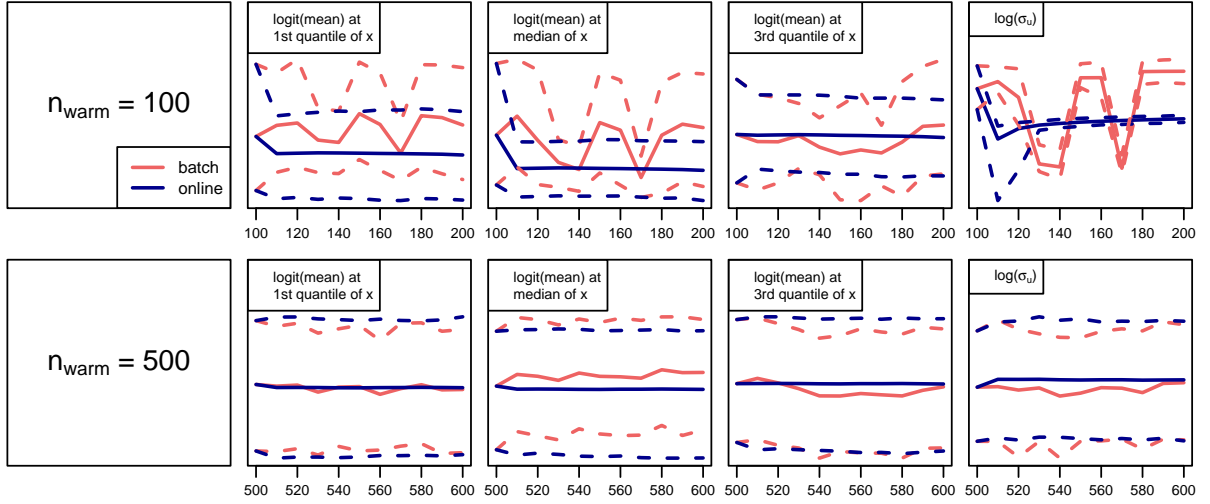 n_warm = 100
batch
online
logit(mean) at
1st quantile of x
logit(mean) at
median of x
logit(mean) at
3rd quantile of x
log(σ_u)
100 120 140 160 180 200
100 120 140 160 180 200
100 120 140 160 180 200
100 120 140 160 180 200
n_warm = 500
logit(mean) at
1st quantile of x
logit(mean) at
median of x
logit(mean) at
3rd quantile of x
log(σ_u)
500 520 540 560 580 600
500 520 540 560 580 600
500 520 540 560 580 600
500 520 540 560 580 600